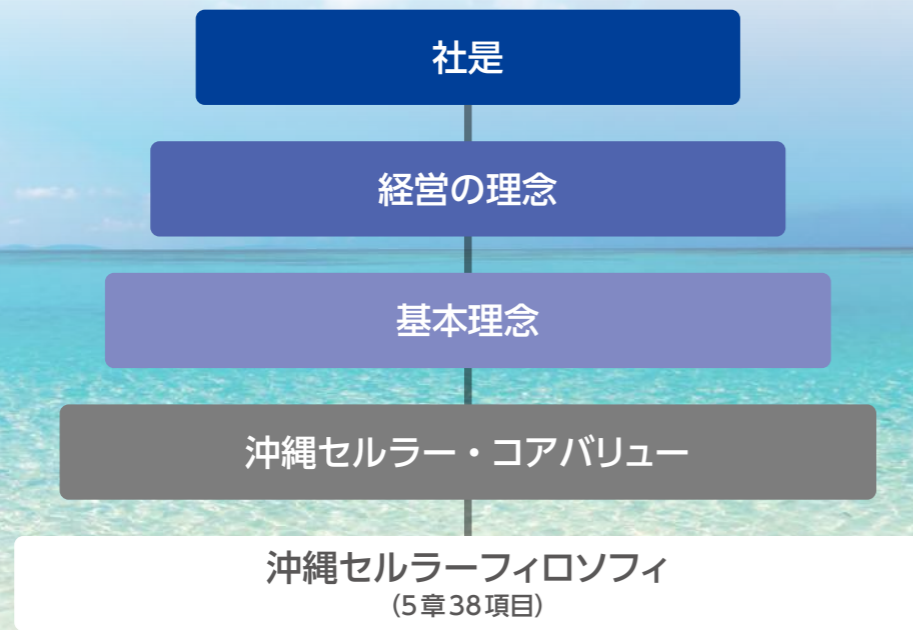 社是
経営の理念
基本理念
沖縄セルラー・コアバリュー
沖縄セルラーフィロソフィ
(5章38項目)